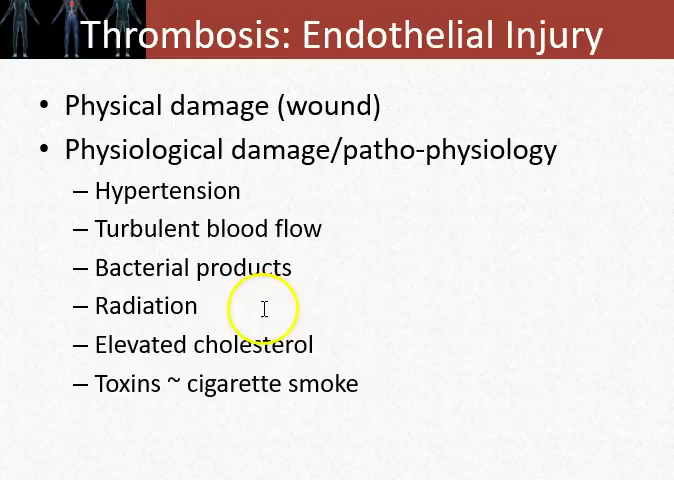 Thrombosis: Endothelial Injury
• Physical damage (wound)
• Physiological damage/patho-physiology
– Hypertension
– Turbulent blood flow
– Bacterial products
– Radiation
– Elevated cholesterol
– Toxins ~ cigarette smoke